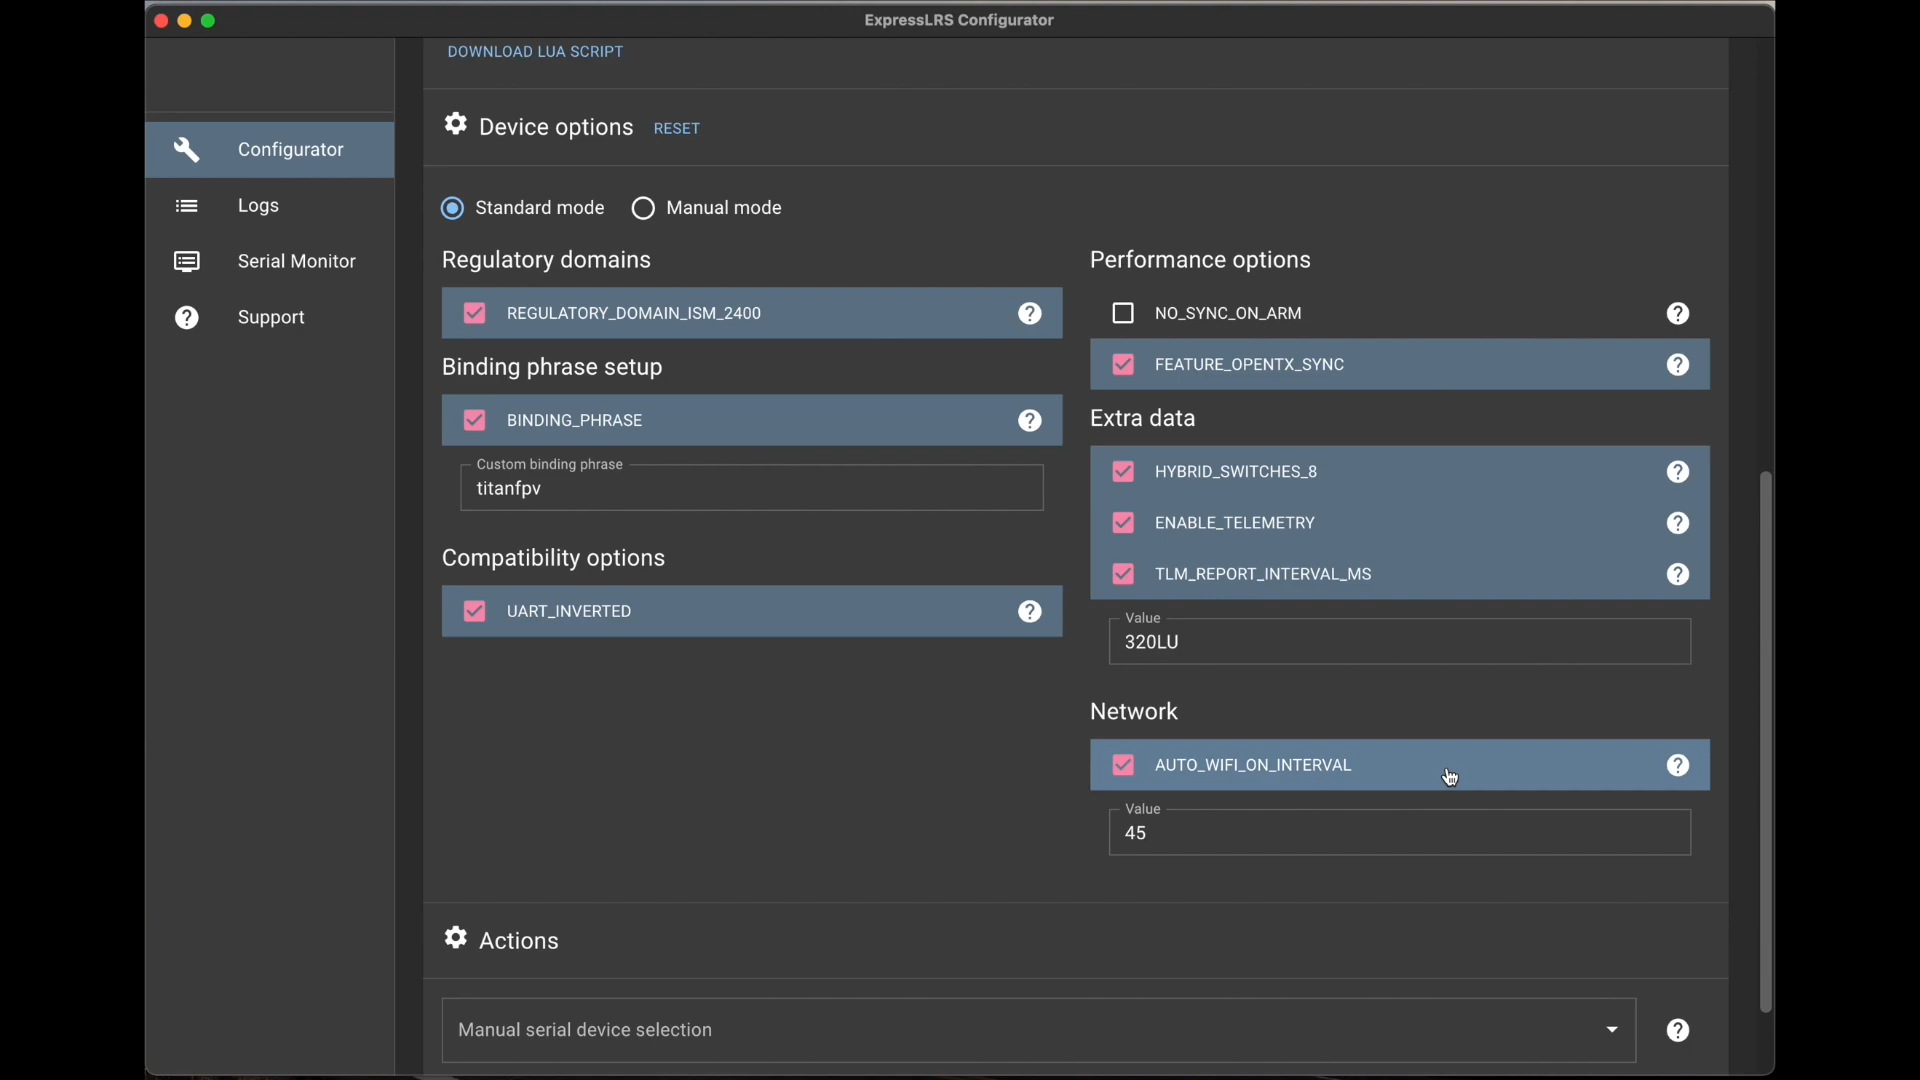 ExpressLRS Configurator
Configurator
Logs
Serial Monitor
Support
DOWNLOAD LUA SCRIPT
Device options RESET
Standard mode Manual mode
Regulatory domains
REGULATORY_DOMAIN_ISM_2400
Binding phrase setup
BINDING_PHRASE
Custom binding phrase
titanfpv
Compatibility options
UART_INVERTED
Performance options
NO_SYNC_ON_ARM
FEATURE_OPENTX_SYNC
Extra data
HYBRID_SWITCHES_8
ENABLE_TELEMETRY
TLM_REPORT_INTERVAL_MS
Value
320LU
Network
AUTO_WIFI_ON_INTERVAL
Value
45
Actions
Manual serial device selection